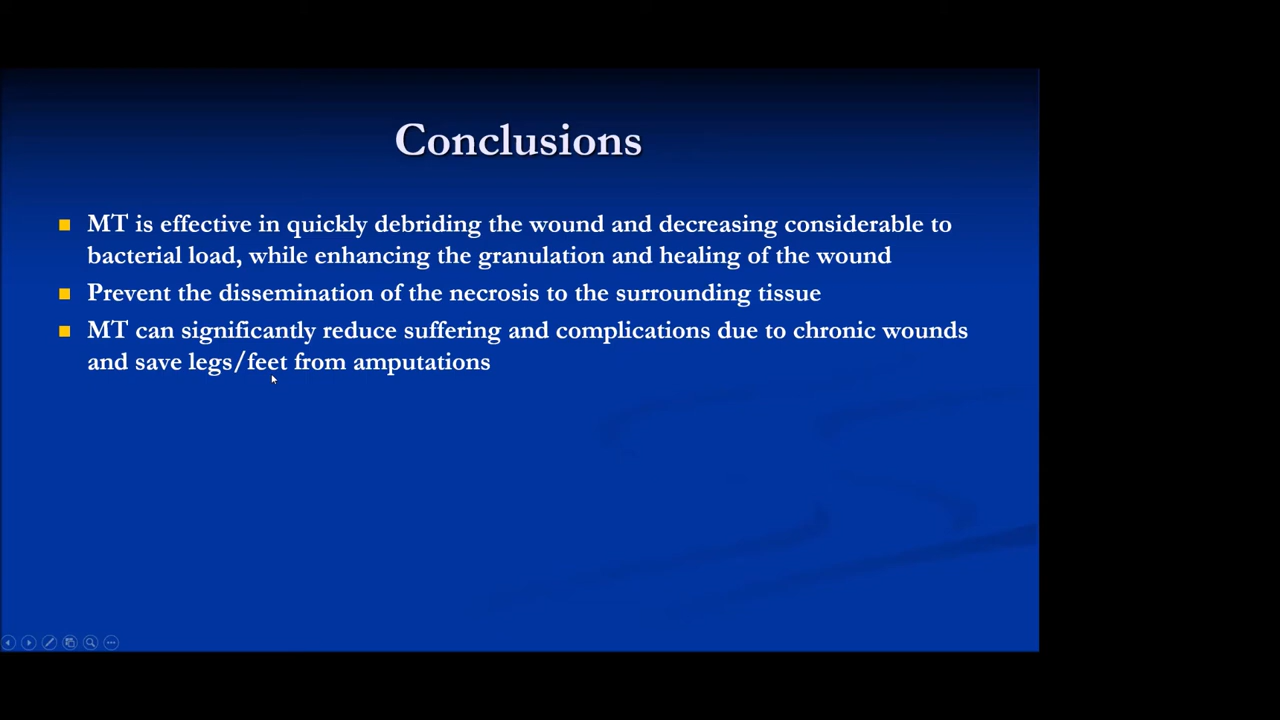 Conclusions
MT is effective in quickly debriding the wound and decreasing considerable to
bacterial load, while enhancing the granulation and healing of the wound
Prevent the dissemination of the necrosis to the surrounding tissue
MT can significantly reduce suffering and complications due to chronic wounds
and save legs/feet from amputations